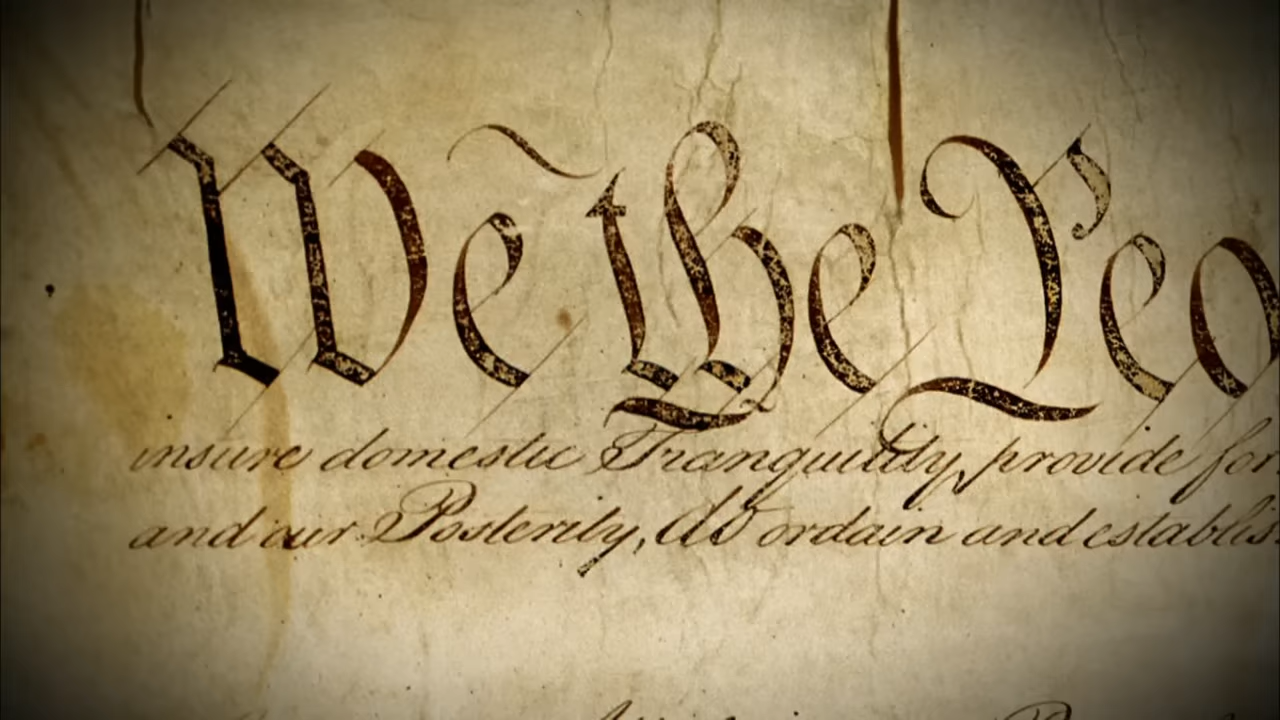 We the Peo
insure domestic Tranquility, provide for
and our Posterity, do ordain and establis